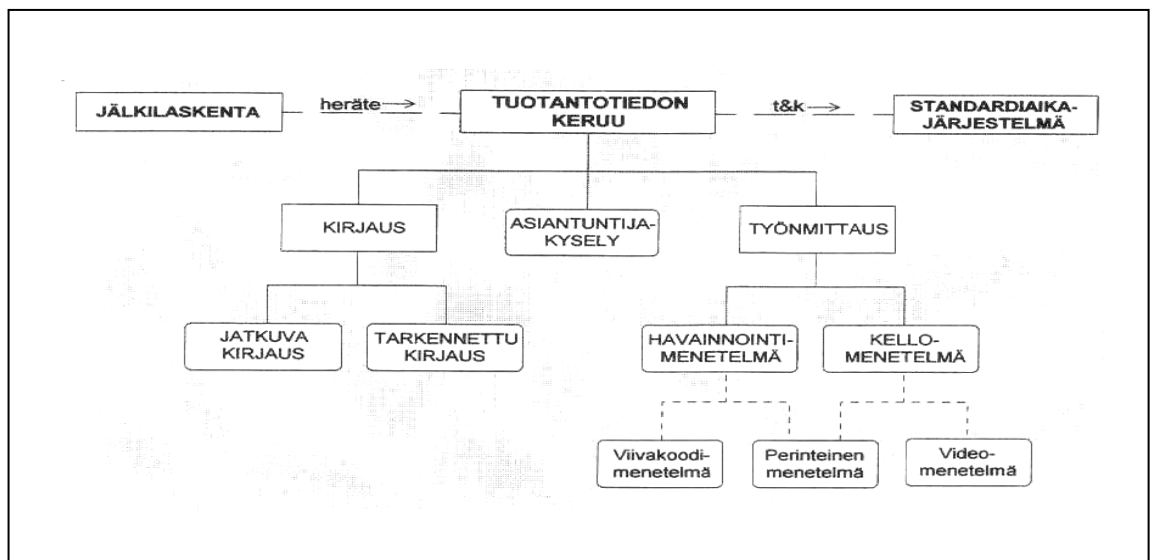 JÄLKILASKENTA
heräte
TUOTANTOTIEDON
KERUU
t&k
STANDARDIAIKA-
JÄRJESTELMÄ
KIRJAUS
ASIANTUNTIJA-
KYSELY
TYÖNMITTAUS
JATKUVA
KIRJAUS
TARKENNETTU
KIRJAUS
HAVAINNOINTI-
MENETELMÄ
KELLO-
MENETELMÄ
Viivakoodi-
menetelmä
Perinteinen
menetelmä
Video-
menetelmä